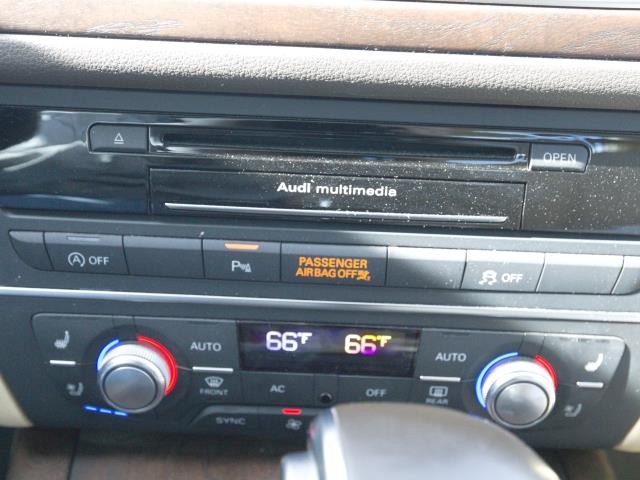 OPEN
Audi multimedia
A OFF
P
PASSENGER
AIRBAG OFF
OFF
AUTO
66°F
66°F
AUTO
FRONT
AC
OFF
REAR
SYNC